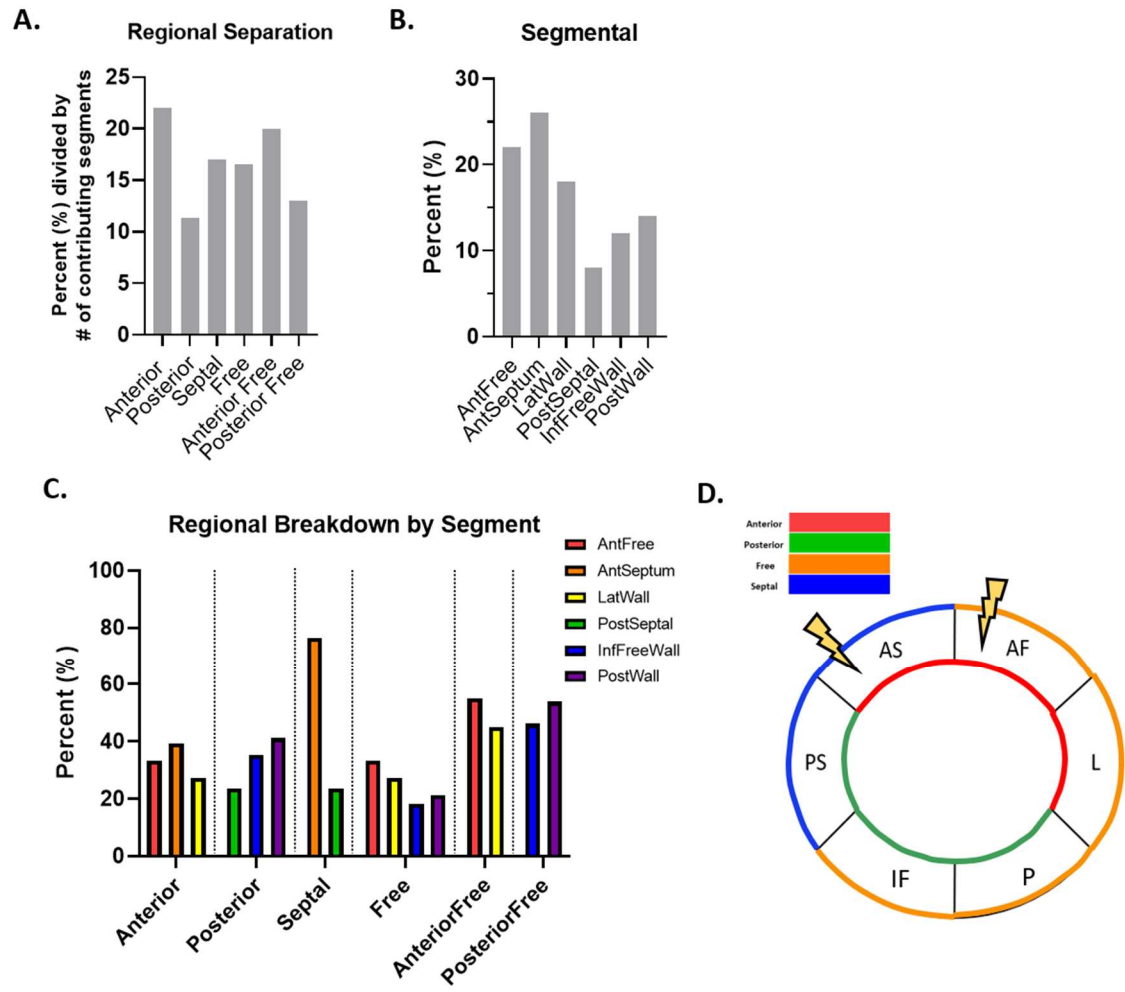 A.
Regional Separation
Percent (%) divided by
# of contributing segments
25
20
15
10
5
0
Anterior
Posterior
Septal
Free
Anterior Free
Posterior Free
B.
Segmental
Percent (%)
30
20
10
0
AntFree
AntSeptum
LatWall
PostSeptal
InfFreeWall
PostWall
C.
Regional Breakdown by Segment
Percent (%)
100
80
60
40
20
0
Anterior
Posterior
Septal
Free
AnteriorFree
PosteriorFree
AntFree
AntSeptum
LatWall
PostSeptal
InfFreeWall
PostWall
D.
Anterior
Posterior
Free
Septal
AS
AF
PS
L
IF
P